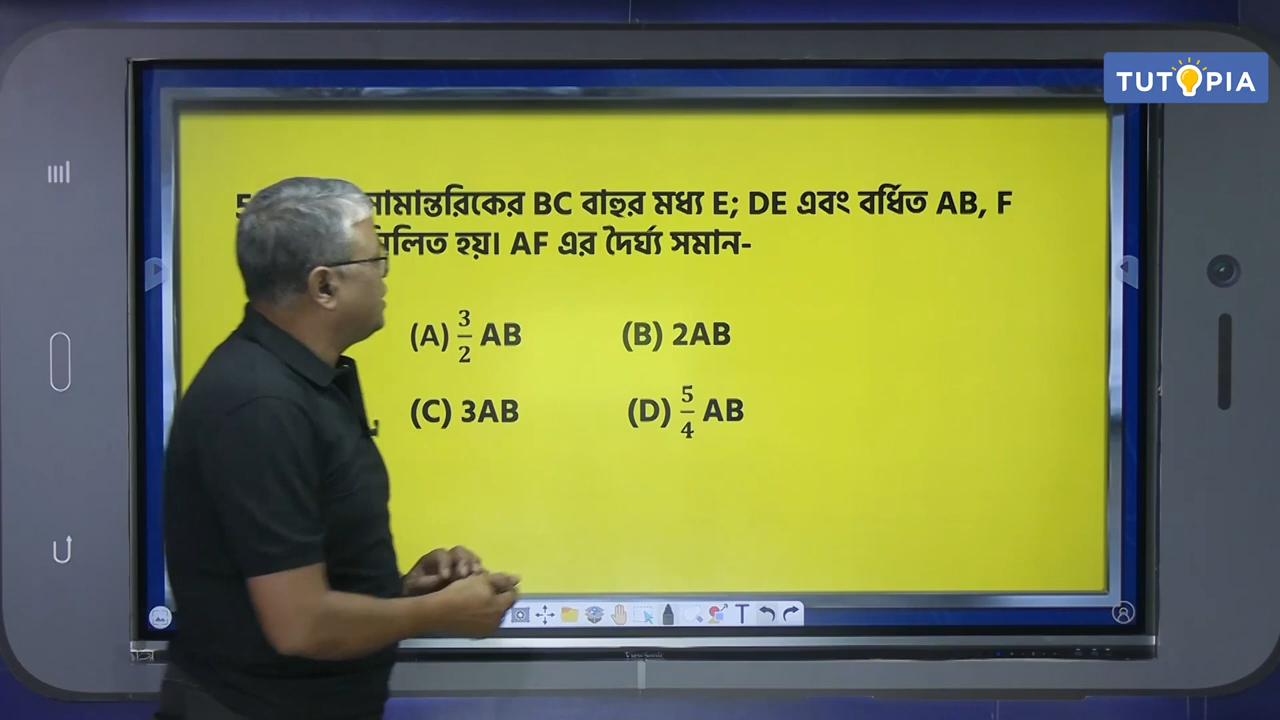 TUTOPIA
সামান্তরিকের BC বাহুর মধ্য E; DE এবং বর্ধিত AB, F
মিলিত হয়। AF এর দৈর্ঘ্য সমান-
(A) 3/2 AB (B) 2AB
(C) 3AB (D) 5/4 AB